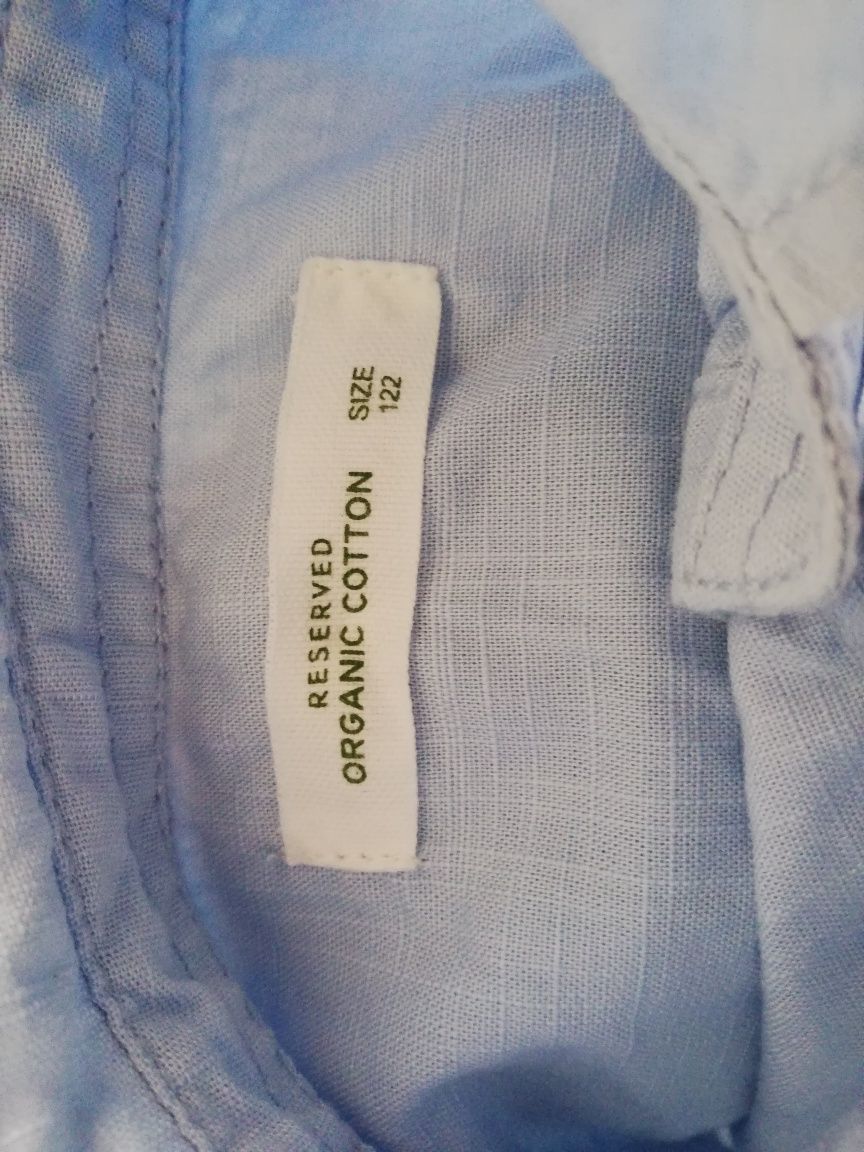 RESERVED
ORGANIC COTTON
SIZE
122